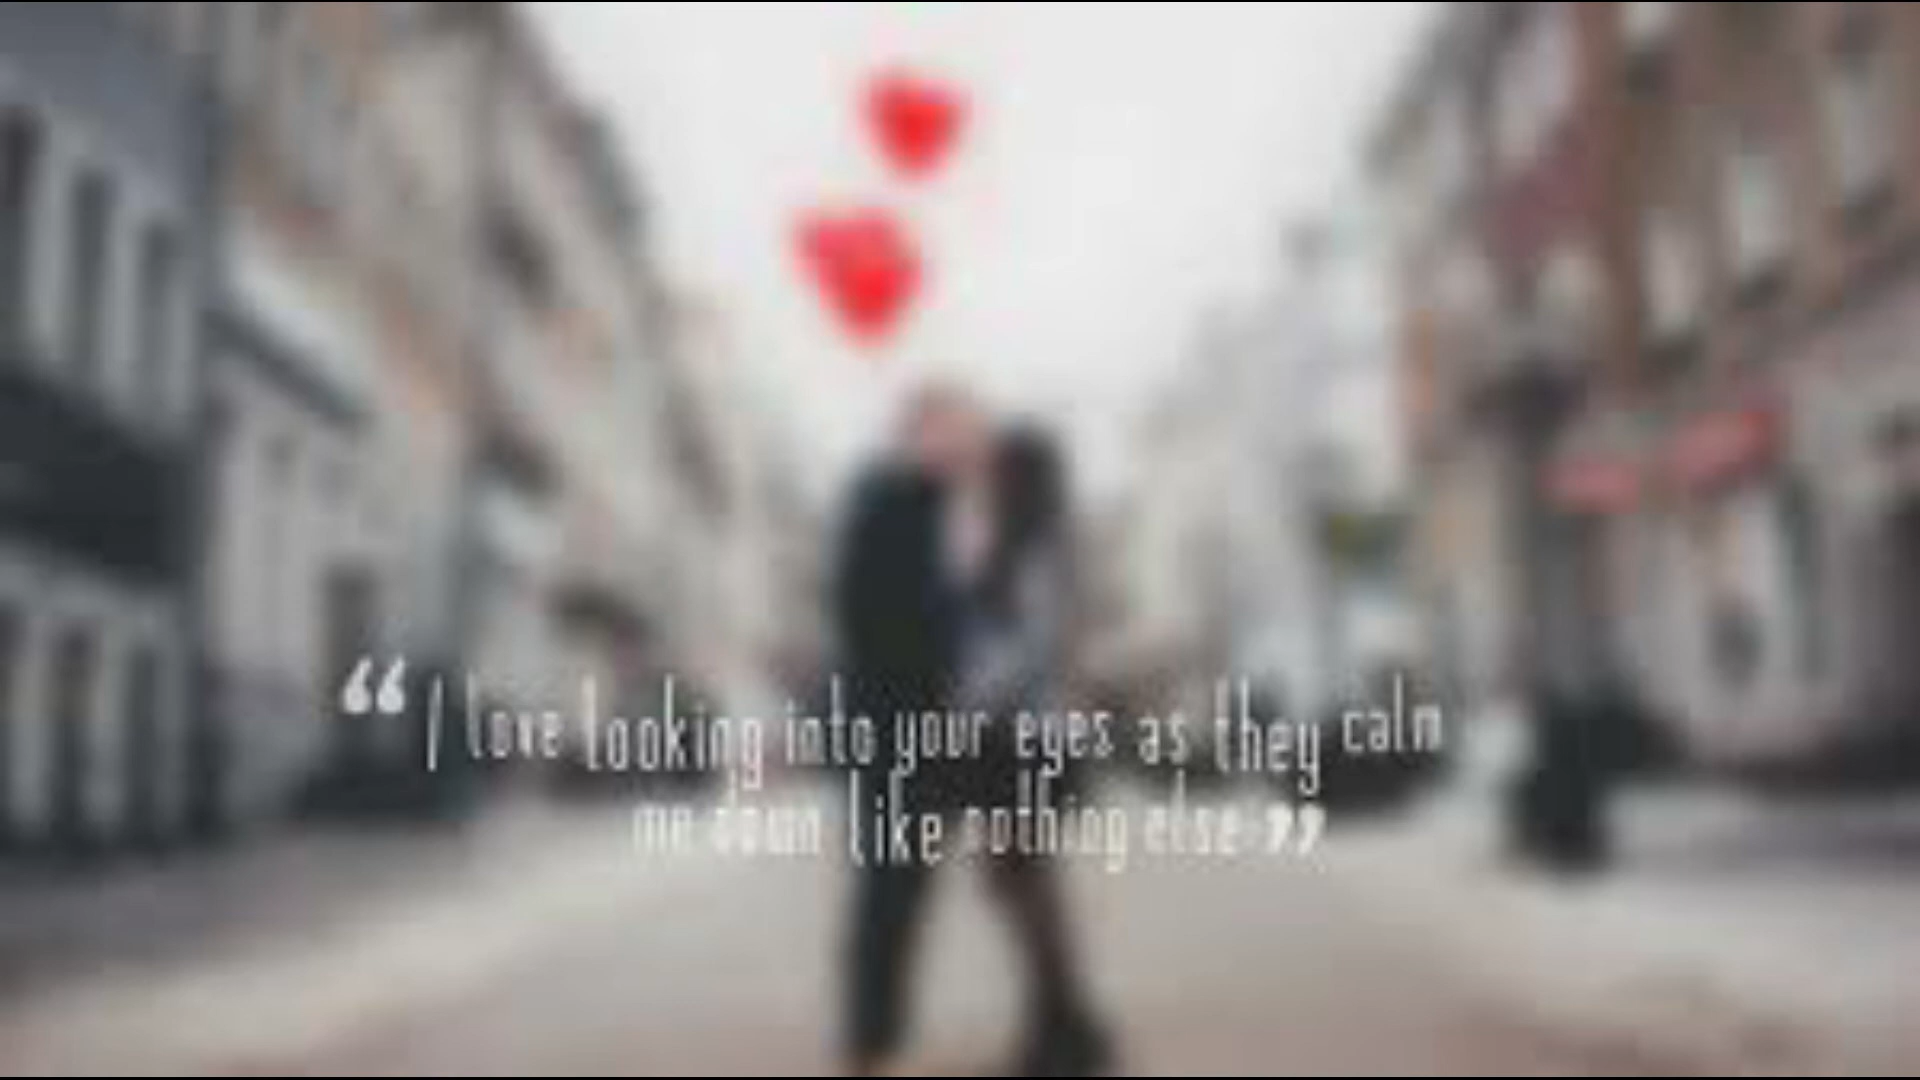 “ I love looking into your eyes as they calm
me down like nothing else ”